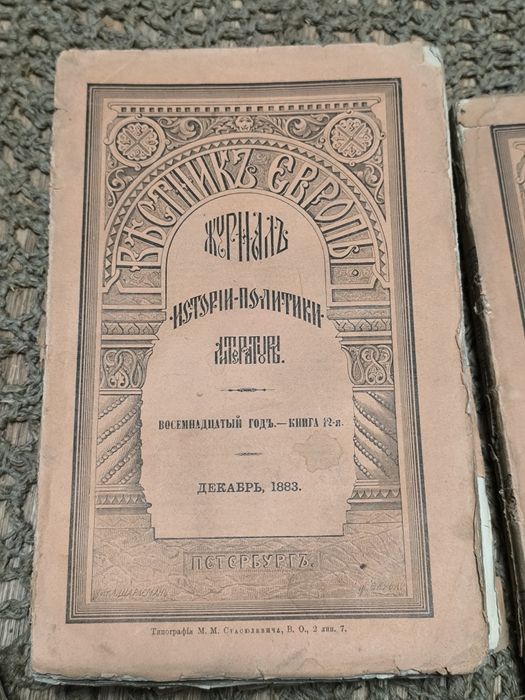 ВѢСТНИКЪ ЕВРОПЫ.
ЖУРНАЛЪ
ИСТОРІИ-ПОЛИТИКИ
ЛИТЕРАТУРЫ.
ВОСЕМНАДЦАТЫЙ ГОДЪ.—КНИГА 12-я.
ДЕКАБРЬ, 1883.
ПЕТЕРБУРГЪ.
Типографія М. М. Стасюлевича, В. О., 2 лин. 7.